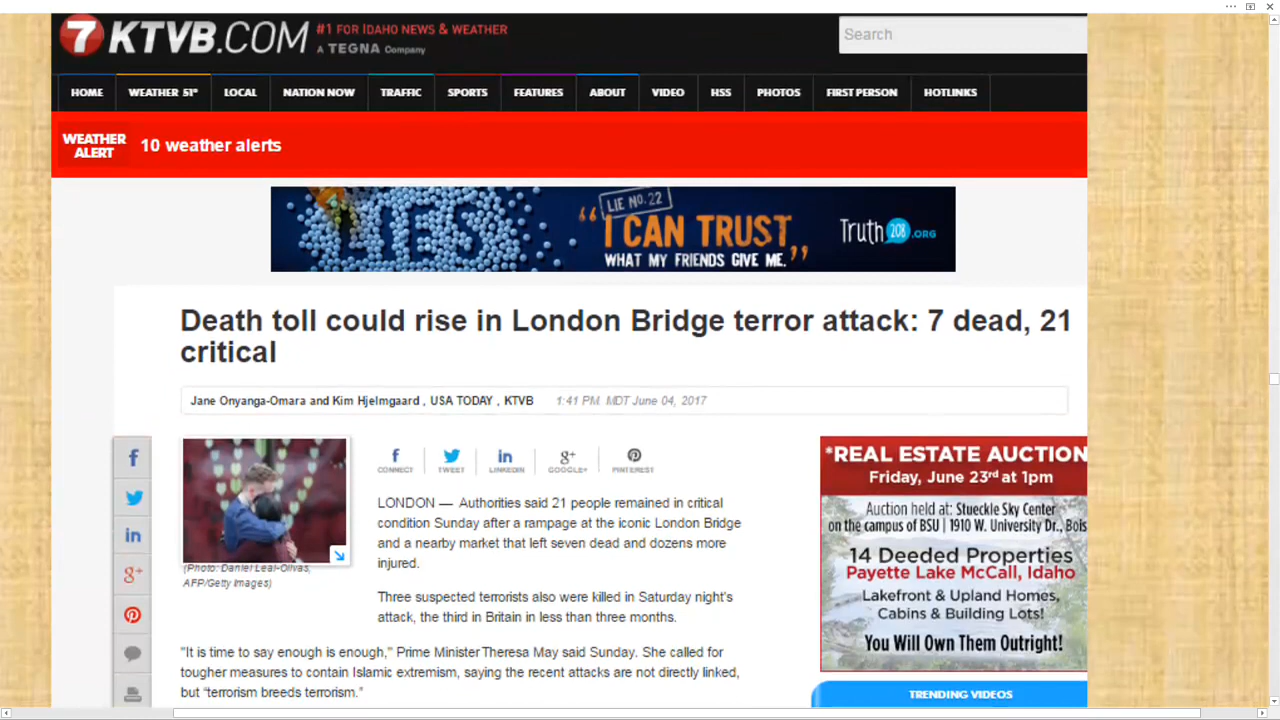 7 KTVB.COM #1 FOR IDAHO NEWS & WEATHER
A TEGNA Company
Search
HOME WEATHER 51° LOCAL NATION NOW TRAFFIC SPORTS FEATURES ABOUT VIDEO HSS PHOTOS FIRST PERSON HOTLINKS
WEATHER ALERT
10 weather alerts
LIES
LIE NO. 22
“I CAN TRUST
WHAT MY FRIENDS GIVE ME.”
Truth208.ORG
Death toll could rise in London Bridge terror attack: 7 dead, 21
critical
Jane Onyanga-Omara and Kim Hjelmgaard , USA TODAY , KTVB 1:41 PM. MDT June 04, 2017
CONNECT TWEET LINKEDIN GOOGLE+ PINTEREST
(Photo: Daniel Leal-Olivas,
AFP/Getty Images)
LONDON — Authorities said 21 people remained in critical
condition Sunday after a rampage at the iconic London Bridge
and a nearby market that left seven dead and dozens more
injured.
Three suspected terrorists also were killed in Saturday night's
attack, the third in Britain in less than three months.
"It is time to say enough is enough," Prime Minister Theresa May said Sunday. She called for
tougher measures to contain Islamic extremism, saying the recent attacks are not directly linked,
but “terrorism breeds terrorism.”
*REAL ESTATE AUCTION
Friday, June 23rd at 1pm
Auction held at: Stueckle Sky Center
on the campus of BSU | 1910 W. University Dr., Bois
14 Deeded Properties
Payette Lake McCall, Idaho
Lakefront & Upland Homes,
Cabins & Building Lots!
You Will Own Them Outright!
TRENDING VIDEOS